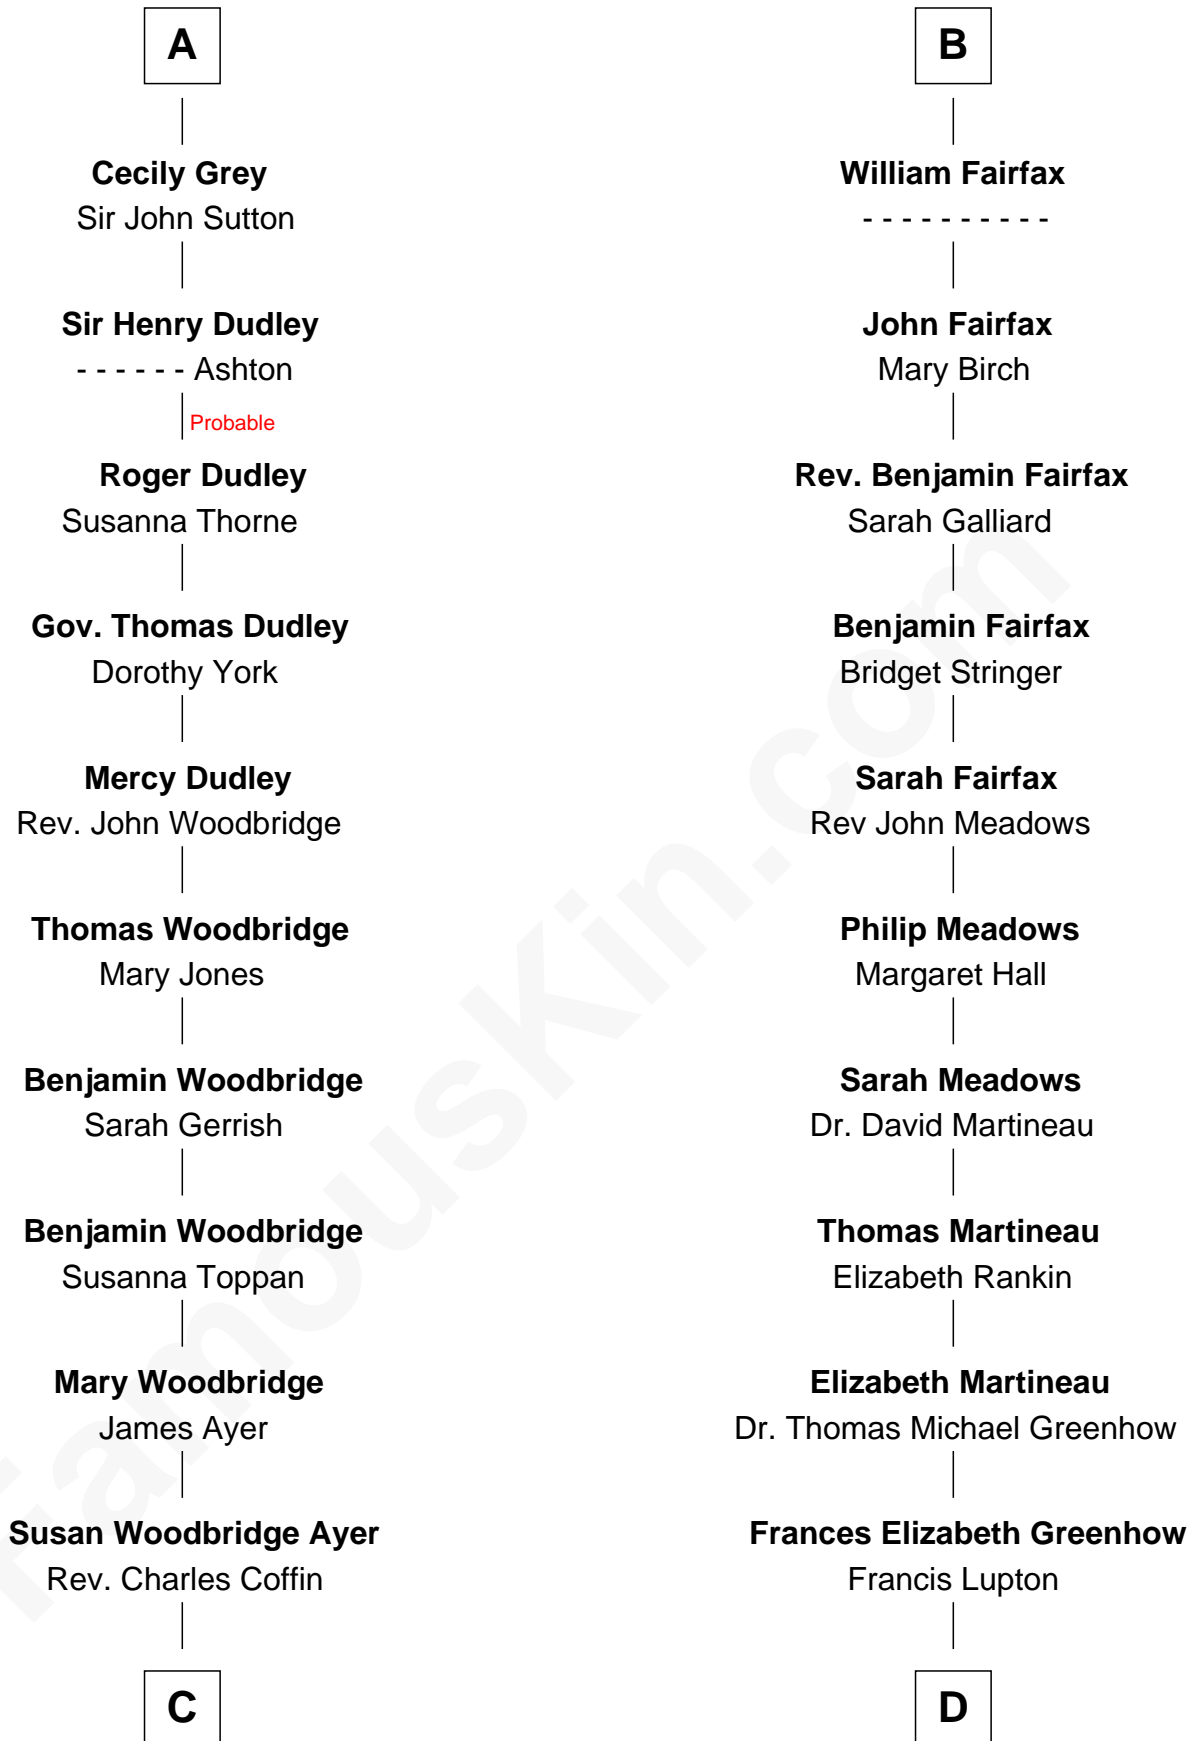 A
Cecily Grey
Sir John Sutton
Sir Henry Dudley
- - - - - - Ashton
Probable
Roger Dudley
Susanna Thorne
Gov. Thomas Dudley
Dorothy York
Mercy Dudley
Rev. John Woodbridge
Thomas Woodbridge
Mary Jones
Benjamin Woodbridge
Sarah Gerrish
Benjamin Woodbridge
Susanna Toppan
Mary Woodbridge
James Ayer
Susan Woodbridge Ayer
Rev. Charles Coffin
C
B
William Fairfax
- - - - - - - - - -
John Fairfax
Mary Birch
Rev. Benjamin Fairfax
Sarah Galliard
Benjamin Fairfax
Bridget Stringer
Sarah Fairfax
Rev John Meadows
Philip Meadows
Margaret Hall
Sarah Meadows
Dr. David Martineau
Thomas Martineau
Elizabeth Rankin
Elizabeth Martineau
Dr. Thomas Michael Greenhow
Frances Elizabeth Greenhow
Francis Lupton
D
FamousKin.com